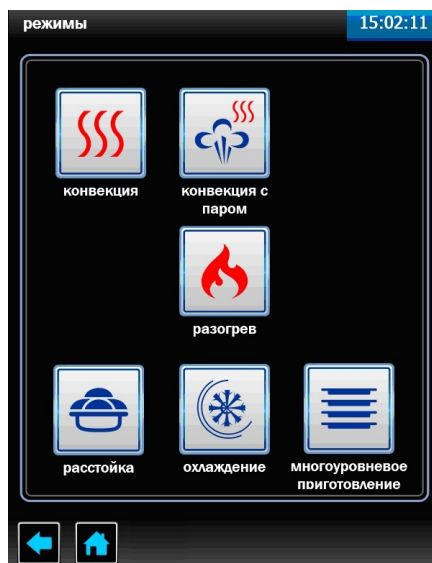 режимы 15:02:11
конвекция
конвекция с
паром
разогрев
расстойка
охлаждение
многоуровневое
приготовление